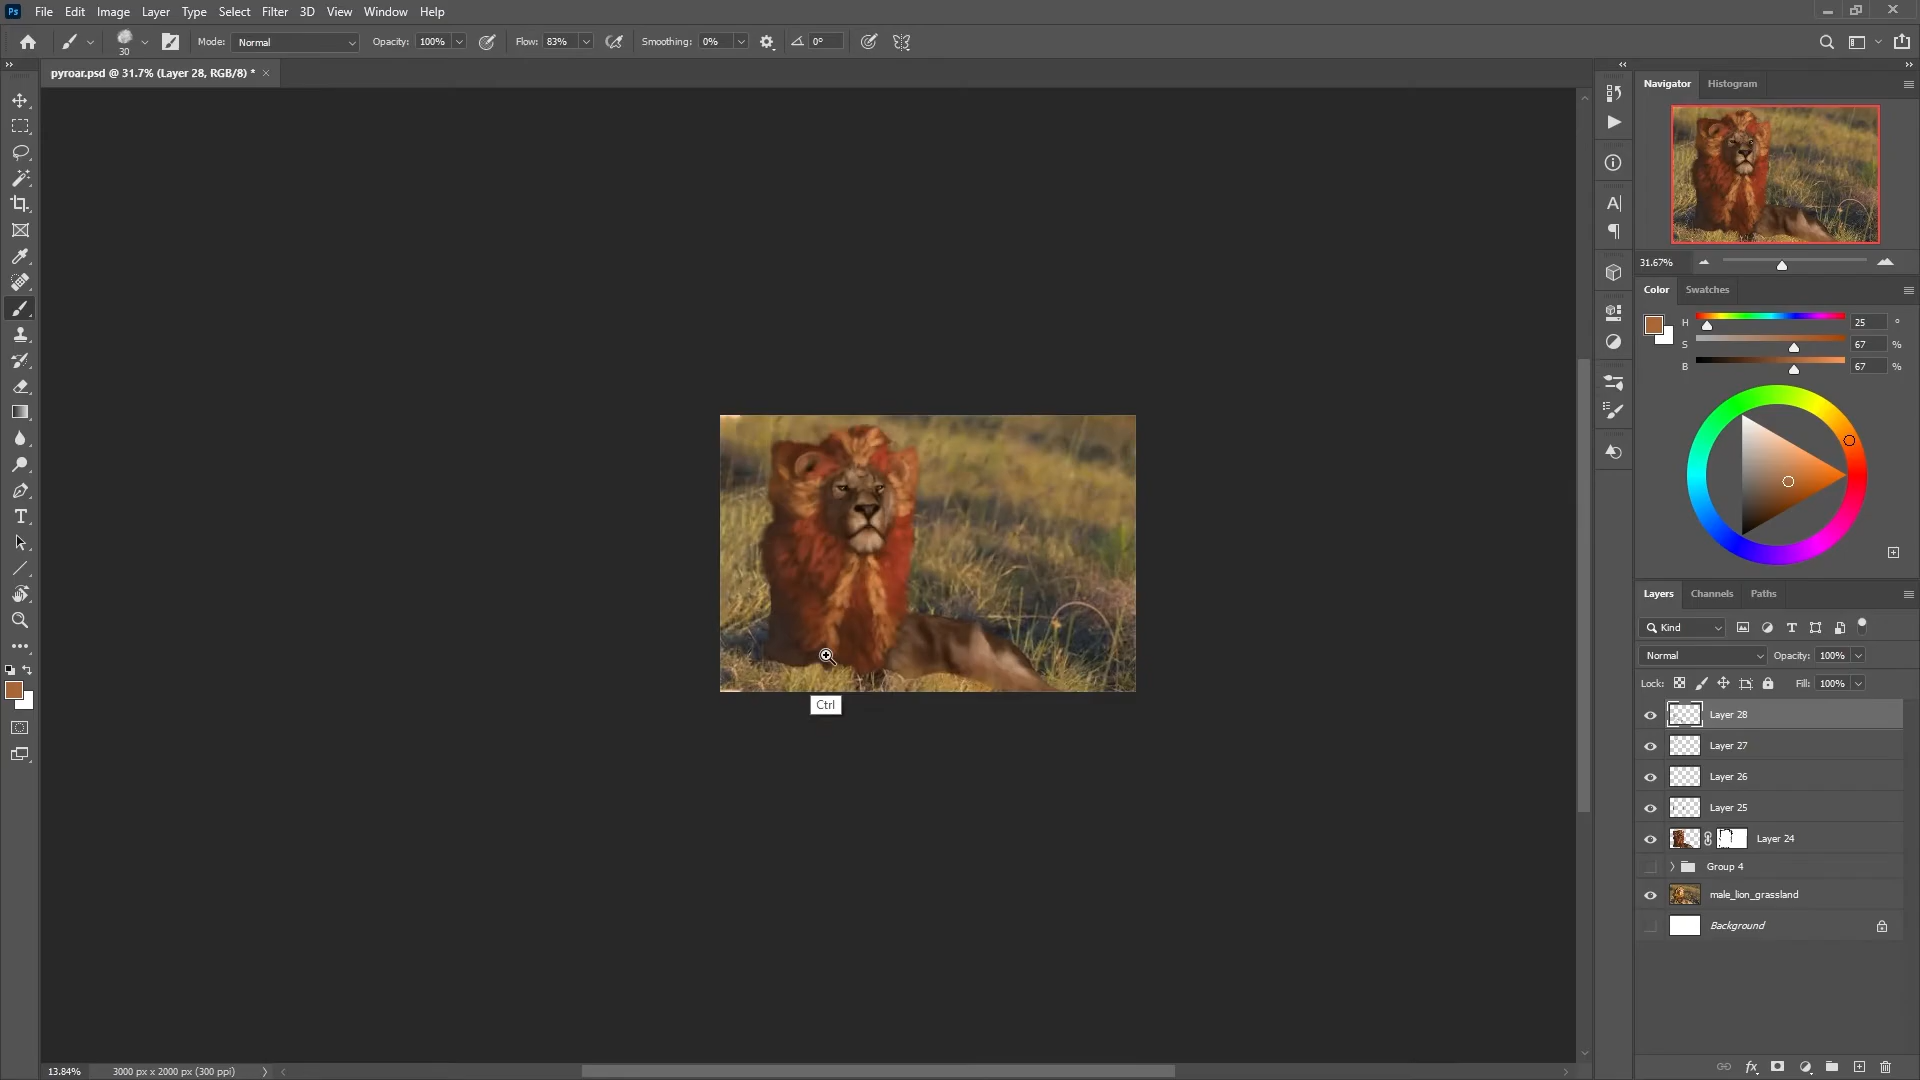 Ps File Edit Image Layer Type Select Filter 3D View Window Help
30 Mode: Normal Opacity: 100% Flow: 83% Smoothing: 0% 0°
pyroar.psd @ 31.7% (Layer 28, RGB/8) * ×
Navigator Histogram
31.67%
Color Swatches
H 25 °
S 67 %
B 67 %
Layers Channels Paths
Kind
Normal Opacity: 100%
Lock: Fill: 100%
Layer 28
Layer 27
Layer 26
Layer 25
Layer 24
Group 4
male_lion_grassland
Background
Ctrl
13.84% 3000 px x 2000 px (300 ppi)